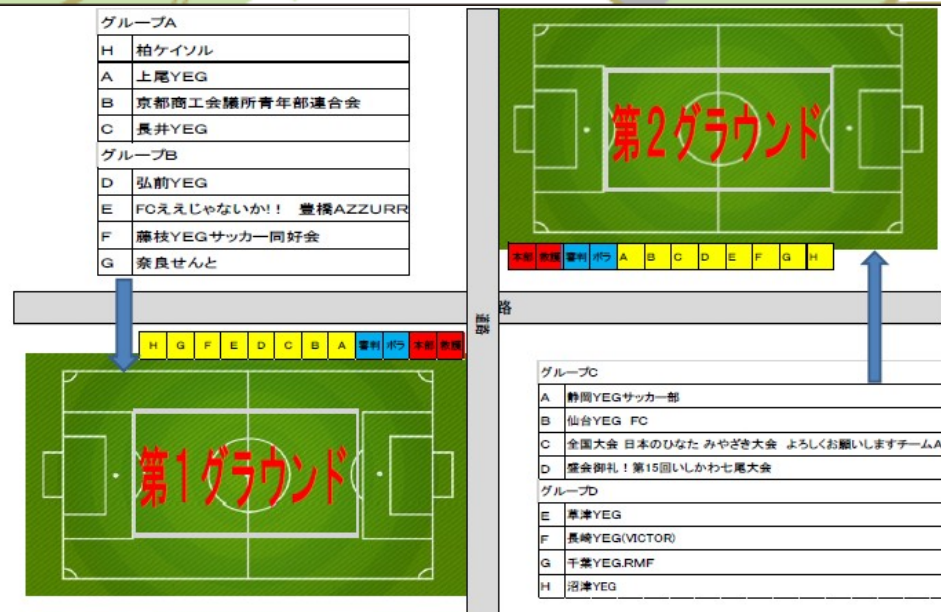 グループA
H 柏ケイソル
A 上尾YEG
B 京都商工会議所青年部連合会
C 長井YEG
グループB
D 弘前YEG
E FCええじゃないか!! 豊橋AZZURR
F 藤枝YEGサッカー同好会
G 奈良せんと
第2グラウンド
本部 救護 審判 ボラ A B C D E F G H
路
道路
H G F E D C B A 審判 ボラ 本部 救護
第1グラウンド
グループC
A 静岡YEGサッカー部
B 仙台YEG FC
C 全国大会 日本のひなた みやざき大会 よろしくお願いしますチームA
D 盛会御礼！第15回いしかわ七尾大会
グループD
E 草津YEG
F 長崎YEG(VICTOR)
G 千葉YEG.RMF
H 沼津YEG